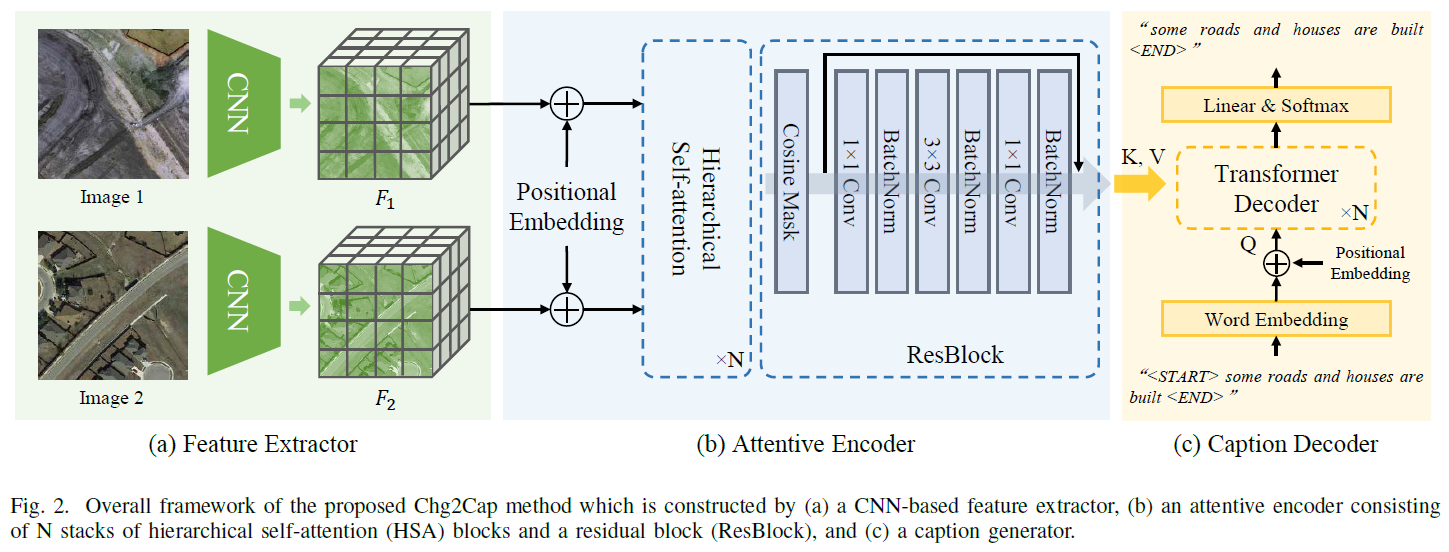 Image 1
CNN
F1
Image 2
CNN
F2
(a) Feature Extractor
Positional
Embedding
Hierarchical
Self-attention
×N
Cosine Mask
1×1 Conv
BatchNorm
3×3 Conv
BatchNorm
1×1 Conv
BatchNorm
ResBlock
(b) Attentive Encoder
“some roads and houses are built
<END>”
Linear & Softmax
K, V
Transformer
Decoder
×N
Q
Positional
Embedding
Word Embedding
“<START> some roads and houses are
built <END>”
(c) Caption Decoder
Fig. 2. Overall framework of the proposed Chg2Cap method which is constructed by (a) a CNN-based feature extractor, (b) an attentive encoder consisting
of N stacks of hierarchical self-attention (HSA) blocks and a residual block (ResBlock), and (c) a caption generator.